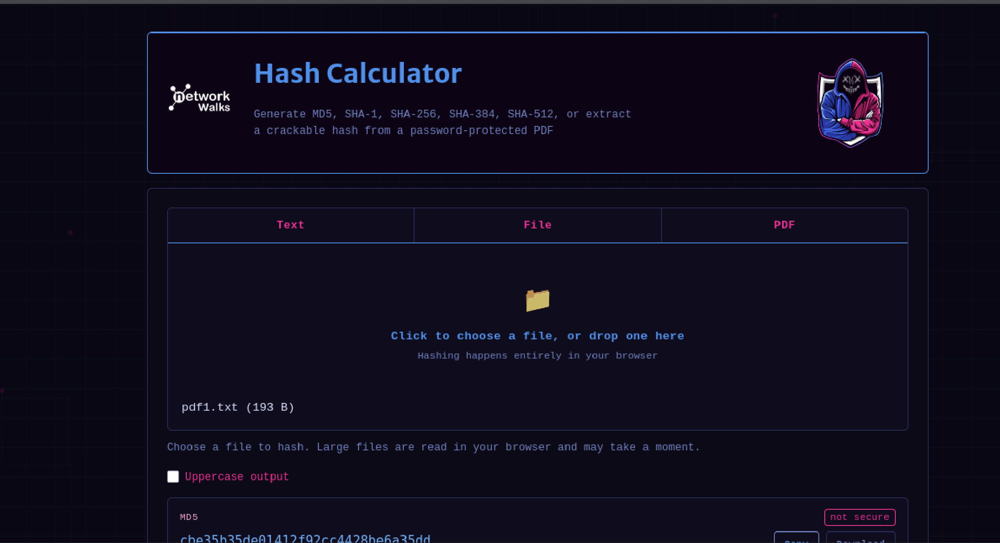 network
Walks
Hash Calculator
Generate MD5, SHA-1, SHA-256, SHA-384, SHA-512, or extract
a crackable hash from a password-protected PDF
Text
File
PDF
Click to choose a file, or drop one here
Hashing happens entirely in your browser
pdf1.txt (193 B)
Choose a file to hash. Large files are read in your browser and may take a moment.
Uppercase output
MD5
not secure
cbe35b35de01412f92cc4428be6a35dd
Copy
Download